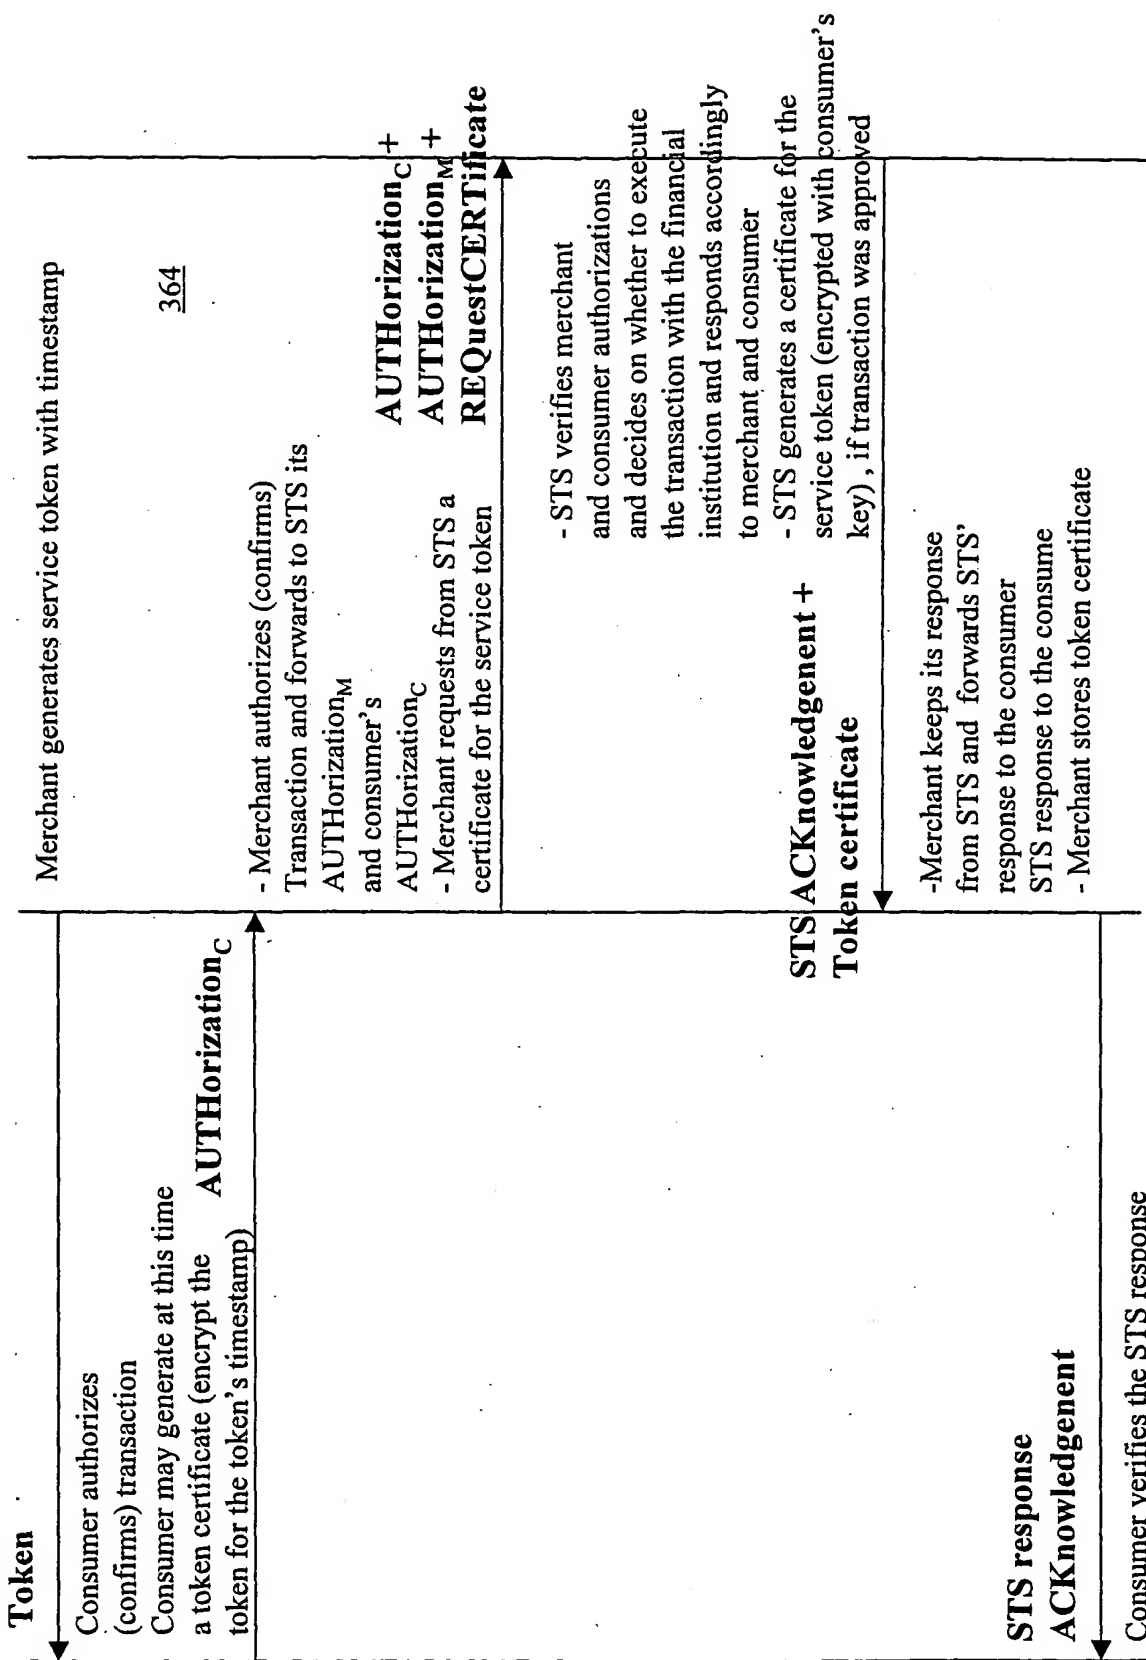 Merchant generates service token with timestamp
Token
364
Consumer authorizes
(confirms) transaction
Consumer may generate at this time
a token certificate (encrypt the
token for the token's timestamp)
AUTHorization_C
- Merchant authorizes (confirms)
Transaction and forwards to STS its
AUTHorization_M
and consumer's
AUTHorization_C
- Merchant requests from STS a
certificate for the service token
AUTHorization_C +
AUTHorization_M +
REQuestCERTificate
- STS verifies merchant
and consumer authorizations
and decides on whether to execute
the transaction with the financial
institution and responds accordingly
to merchant and consumer
- STS generates a certificate for the
service token (encrypted with consumer's
key) , if transaction was approved
STS ACKnowledgenent +
Token certificate
-Merchant keeps its response
from STS and forwards STS'
response to the consumer
STS response to the consume
- Merchant stores token certificate
STS response
ACKnowledgenent
Consumer verifies the STS response